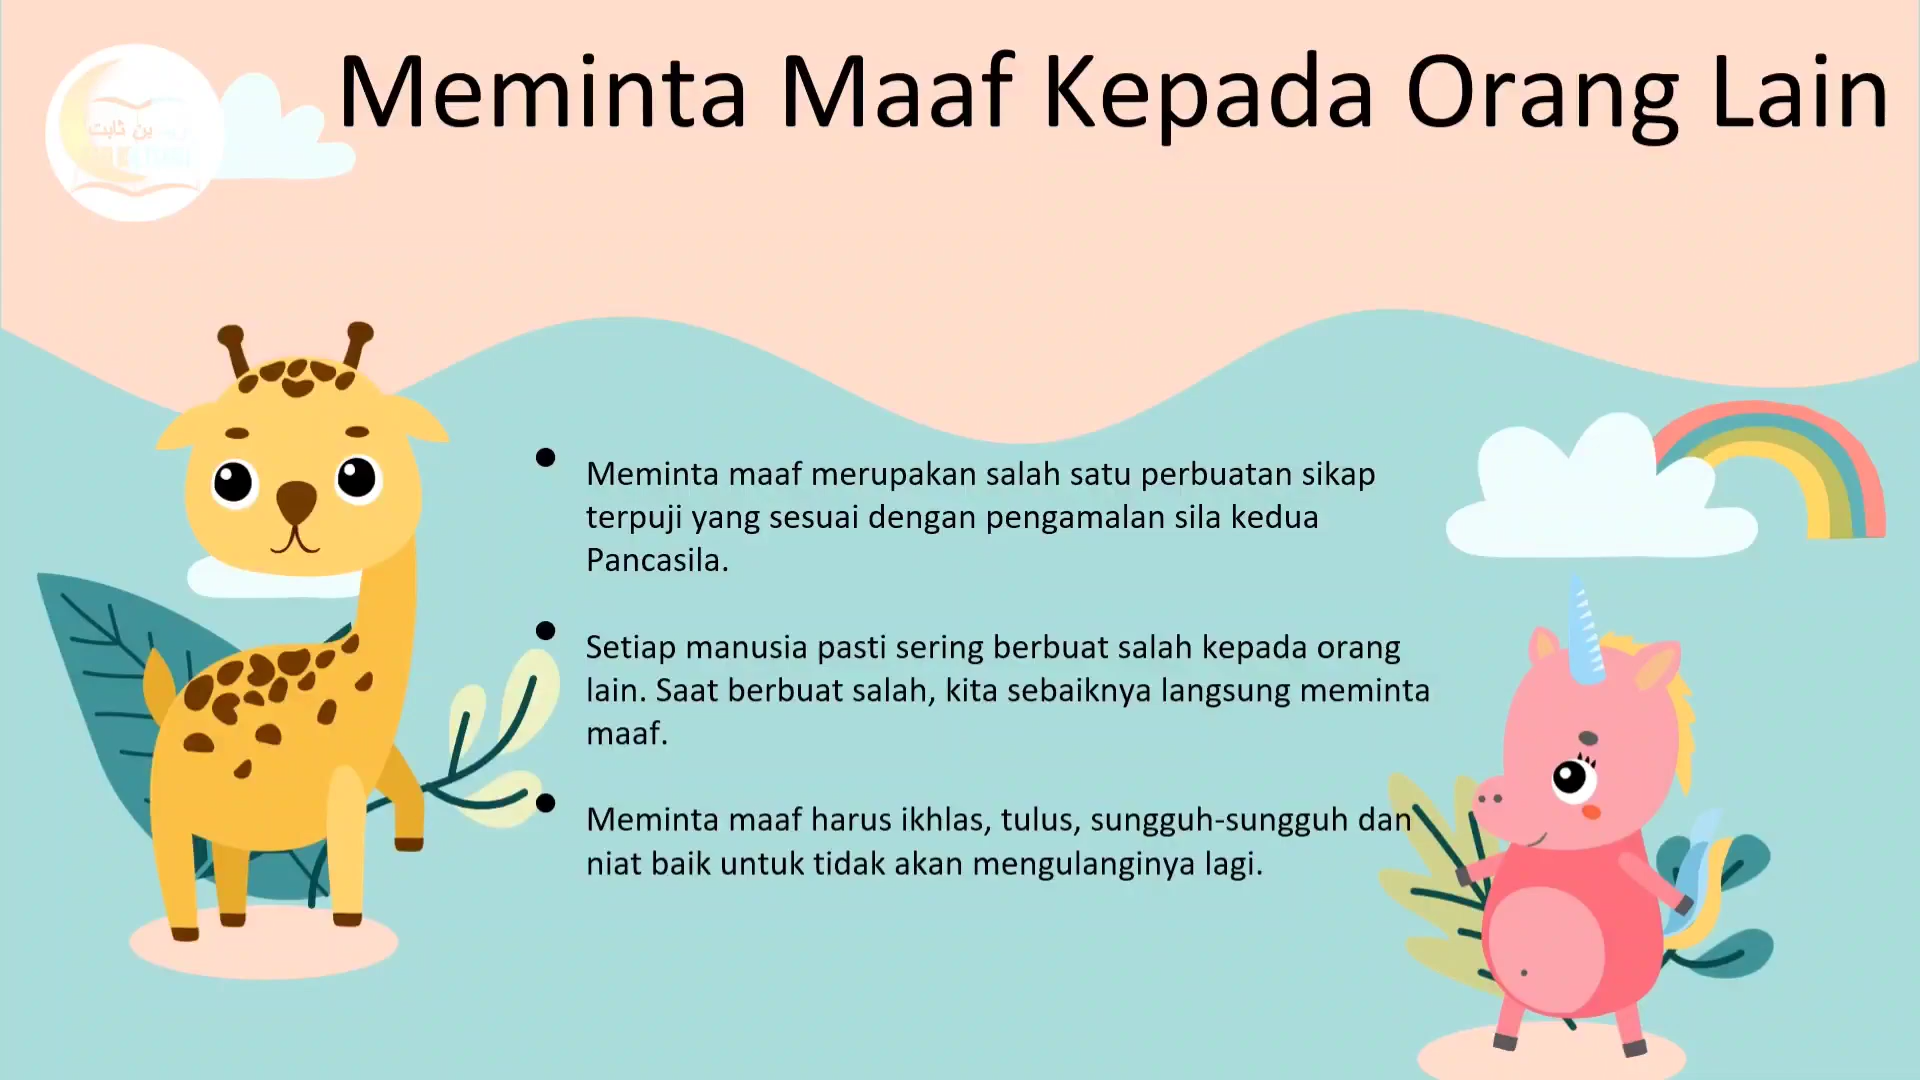 Meminta Maaf Kepada Orang Lain
بن ثابت
Meminta maaf merupakan salah satu perbuatan sikap
terpuji yang sesuai dengan pengamalan sila kedua
Pancasila.
Setiap manusia pasti sering berbuat salah kepada orang
lain. Saat berbuat salah, kita sebaiknya langsung meminta
maaf.
Meminta maaf harus ikhlas, tulus, sungguh-sungguh dan
niat baik untuk tidak akan mengulanginya lagi.